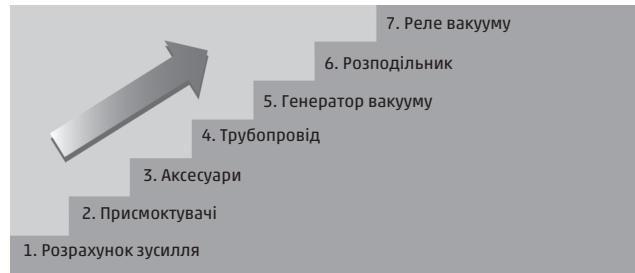 7. Реле вакууму
6. Розподільник
5. Генератор вакууму
4. Трубопровід
3. Аксесуари
2. Присмоктувачі
1. Розрахунок зусилля